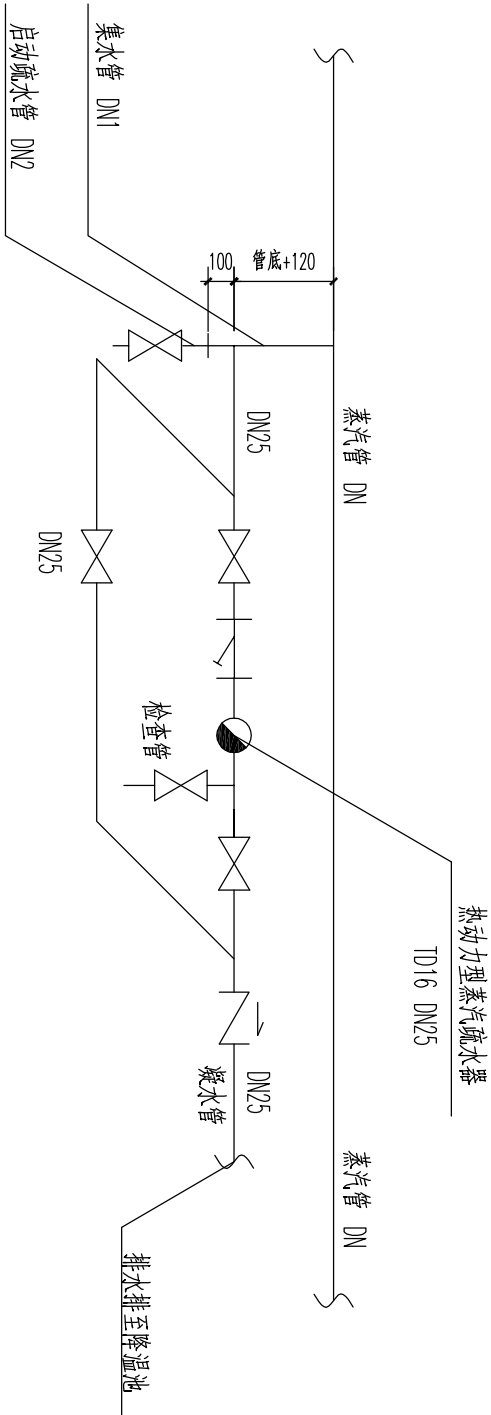 集水管 DN1
启动疏水管 DN2
100
管底+120
蒸汽管 DN
DN25
DN25
检查管
热动力型蒸汽疏水器
TD16 DN25
DN25
凝水管
蒸汽管 DN
排水排至降温池